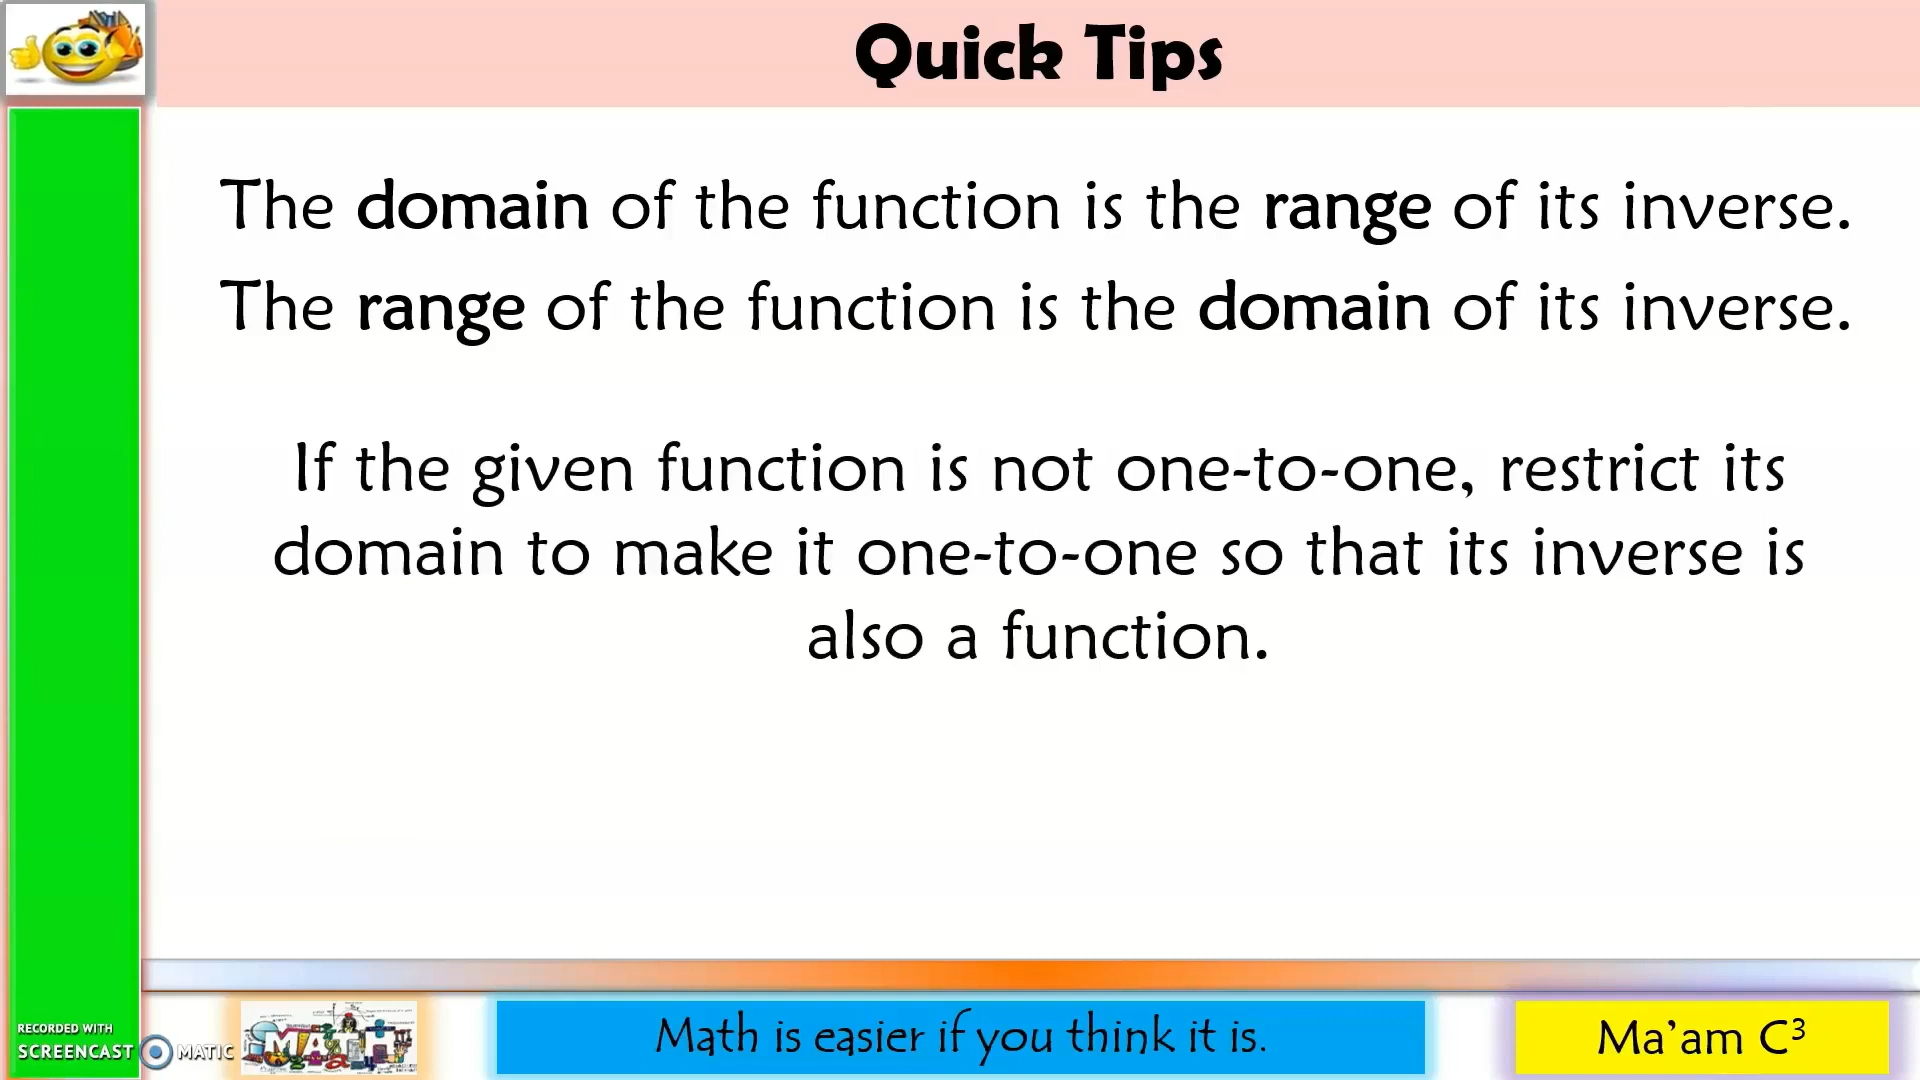 Quick Tips
The domain of the function is the range of its inverse.
The range of the function is the domain of its inverse.
If the given function is not one-to-one, restrict its
domain to make it one-to-one so that its inverse is
also a function.
RECORDED WITH
SCREENCAST MATIC
MATH
Math is easier if you think it is.
Ma’am C³